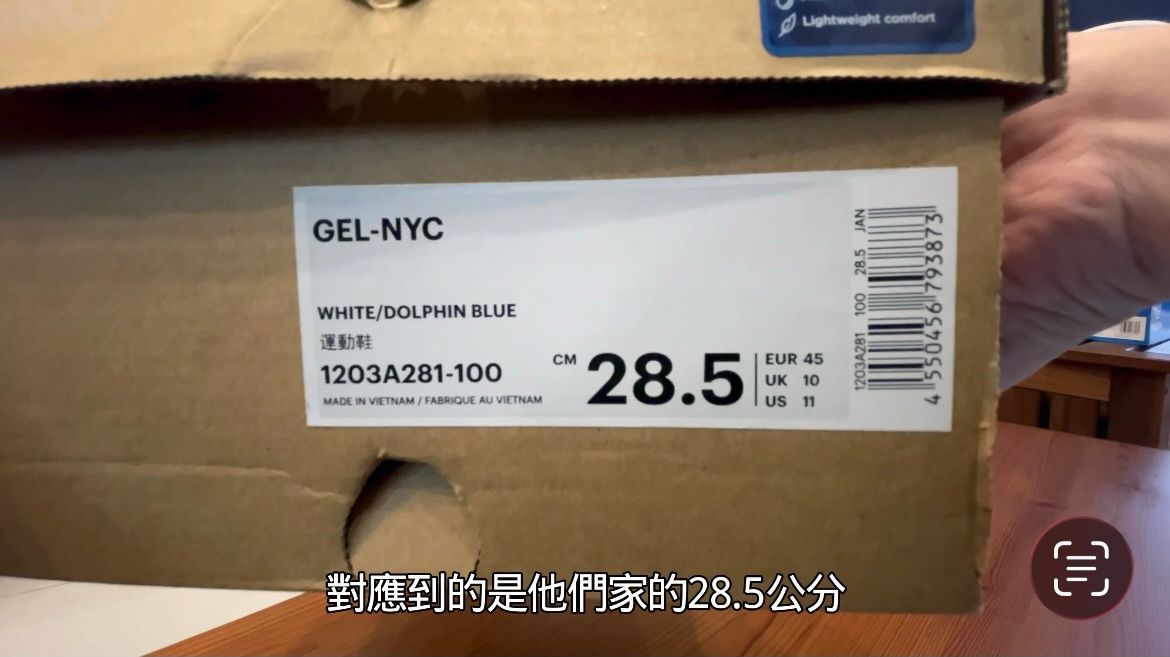 Lightweight comfort
GEL-NYC
WHITE/DOLPHIN BLUE
運動鞋
1203A281-100
MADE IN VIETNAM / FABRIQUE AU VIETNAM
CM 28.5
EUR 45
UK 10
US 11
1203A281 100 28.5 JAN
4 550456 793873
對應到的是他們家的28.5公分